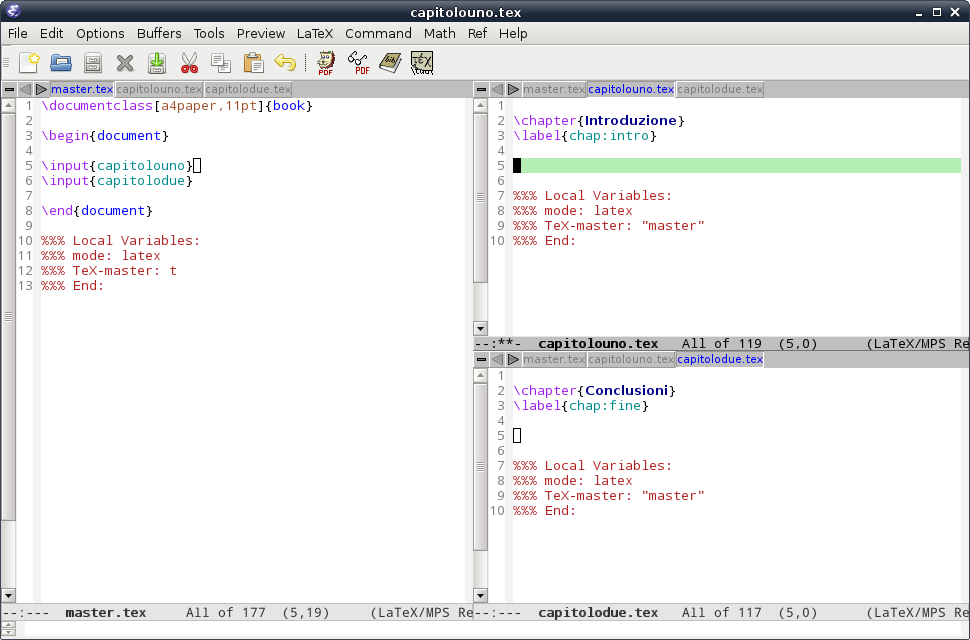 capitolouno.tex
File Edit Options Buffers Tools Preview LaTeX Command Math Ref Help
PDF PDF bib
master.tex capitolouno.tex capitolodue.tex
1 \documentclass[a4paper,11pt]{book}
2
3 \begin{document}
4
5 \input{capitolouno}
6 \input{capitolodue}
7
8 \end{document}
9
10 %%% Local Variables:
11 %%% mode: latex
12 %%% TeX-master: t
13 %%% End:
--:--- master.tex All of 177 (5,19) (LaTeX/MPS Re
master.tex capitolouno.tex capitolodue.tex
1
2 \chapter{Introduzione}
3 \label{chap:intro}
4
5
6
7 %%% Local Variables:
8 %%% mode: latex
9 %%% TeX-master: "master"
10 %%% End:
--:**- capitolouno.tex All of 119 (5,0) (LaTeX/MPS Re
master.tex capitolouno.tex capitolodue.tex
1
2 \chapter{Conclusioni}
3 \label{chap:fine}
4
5
6
7 %%% Local Variables:
8 %%% mode: latex
9 %%% TeX-master: "master"
10 %%% End:
--:--- capitolodue.tex All of 117 (5,0) (LaTeX/MPS Re